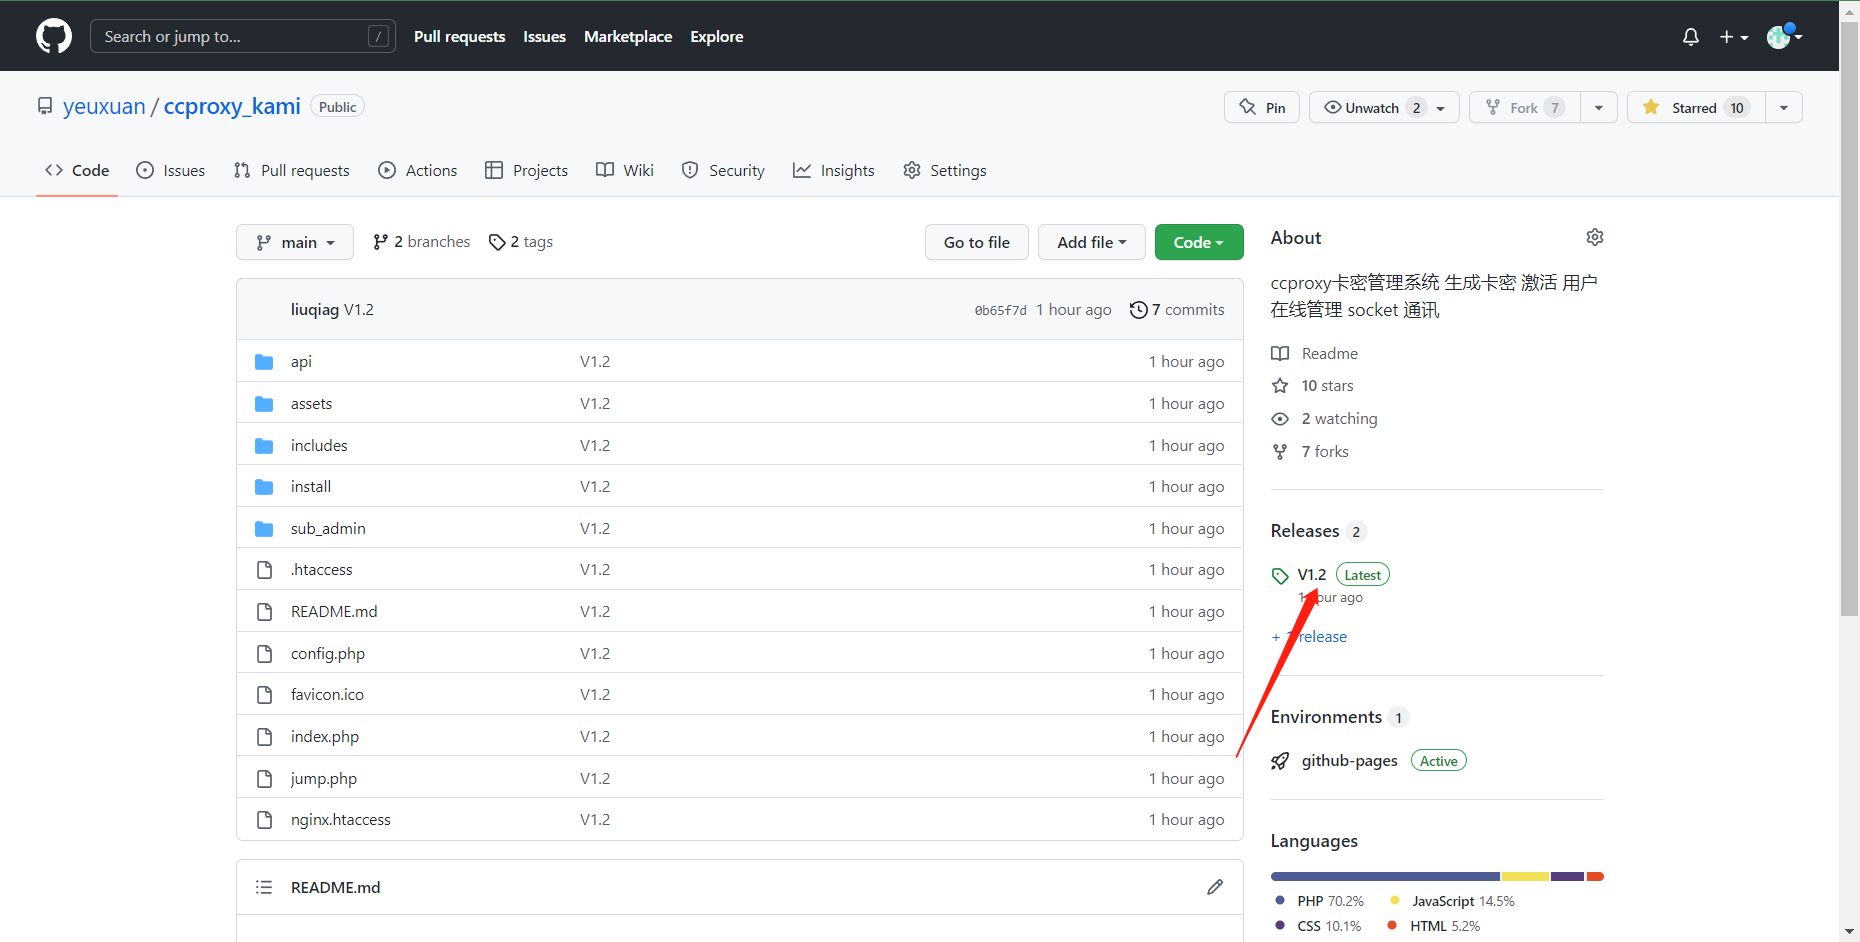 Search or jump to... / Pull requests Issues Marketplace Explore
yeuxuan / ccproxy_kami Public Pin Unwatch 2 Fork 7 Starred 10
Code Issues Pull requests Actions Projects Wiki Security Insights Settings
main 2 branches 2 tags Go to file Add file Code
liuqiag V1.2 0b65f7d 1 hour ago 7 commits
api V1.2 1 hour ago
assets V1.2 1 hour ago
includes V1.2 1 hour ago
install V1.2 1 hour ago
sub_admin V1.2 1 hour ago
.htaccess V1.2 1 hour ago
README.md V1.2 1 hour ago
config.php V1.2 1 hour ago
favicon.ico V1.2 1 hour ago
index.php V1.2 1 hour ago
jump.php V1.2 1 hour ago
nginx.htaccess V1.2 1 hour ago
README.md
About
ccproxy卡密管理系统 生成卡密 激活 用户
在线管理 socket 通讯
Readme
10 stars
2 watching
7 forks
Releases 2
V1.2 Latest
1 hour ago
+ 1 release
Environments 1
github-pages Active
Languages
PHP 70.2% JavaScript 14.5%
CSS 10.1% HTML 5.2%